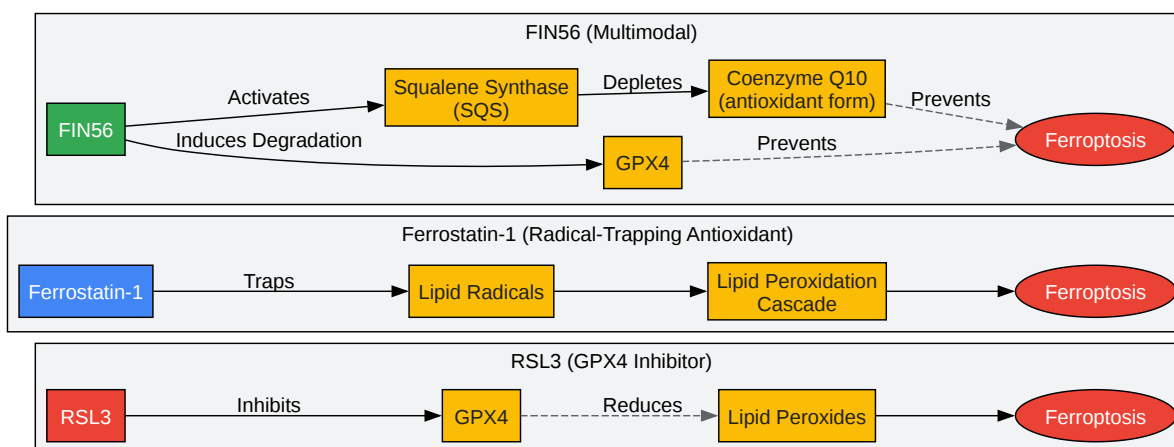 FIN56 (Multimodal)
FIN56
Activates
Squalene Synthase
(SQS)
Depletes
Coenzyme Q10
(antioxidant form)
Prevents
Induces Degradation
GPX4
Prevents
Ferroptosis
Ferrostatin-1 (Radical-Trapping Antioxidant)
Ferrostatin-1
Traps
Lipid Radicals
Lipid Peroxidation
Cascade
Ferroptosis
RSL3 (GPX4 Inhibitor)
RSL3
Inhibits
GPX4
Reduces
Lipid Peroxides
Ferroptosis